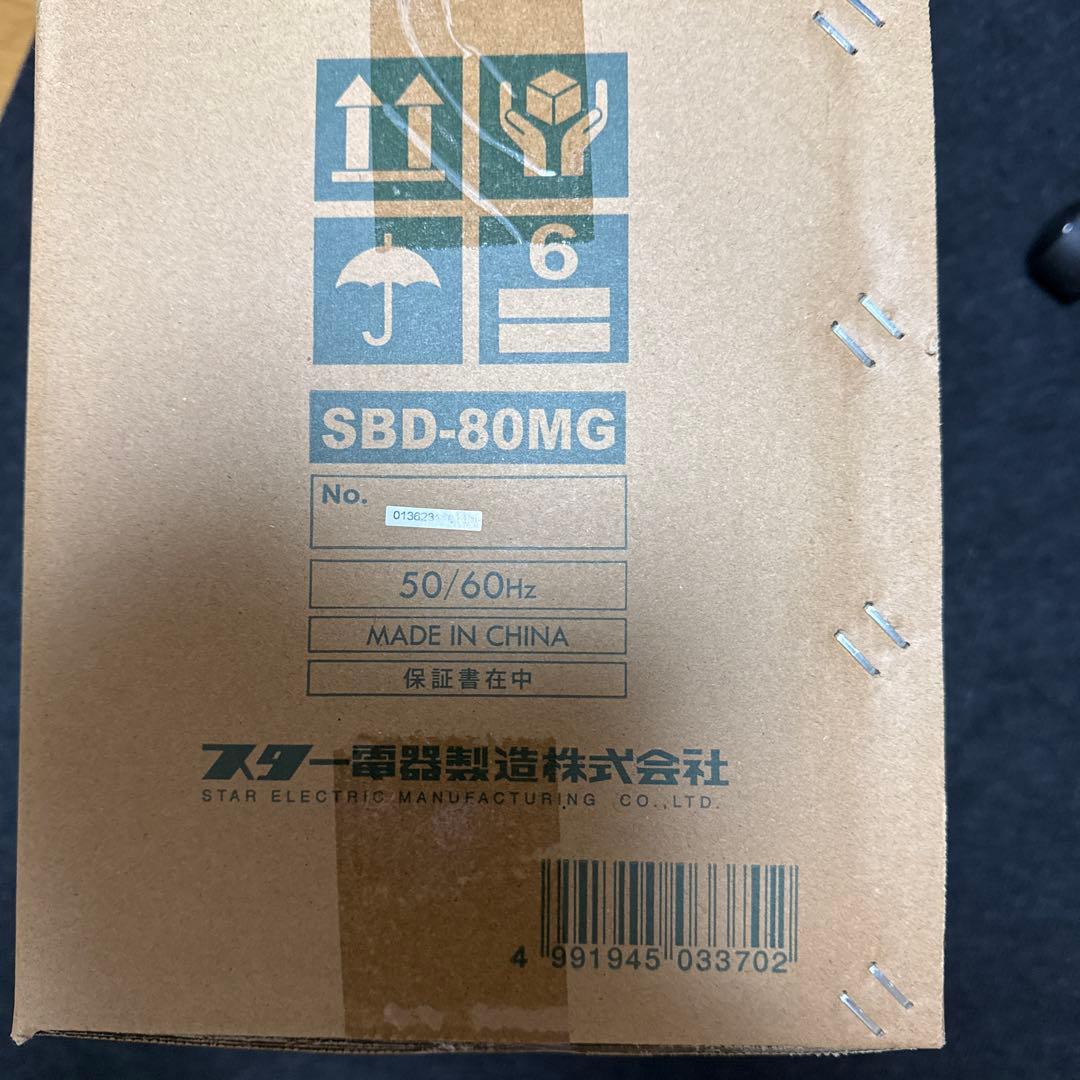 6
SBD-80MG
No.
013623
50/60Hz
MADE IN CHINA
保証書在中
スター電器製造株式会社
STAR ELECTRIC MANUFACTURING CO.,LTD.
4 991945 033702